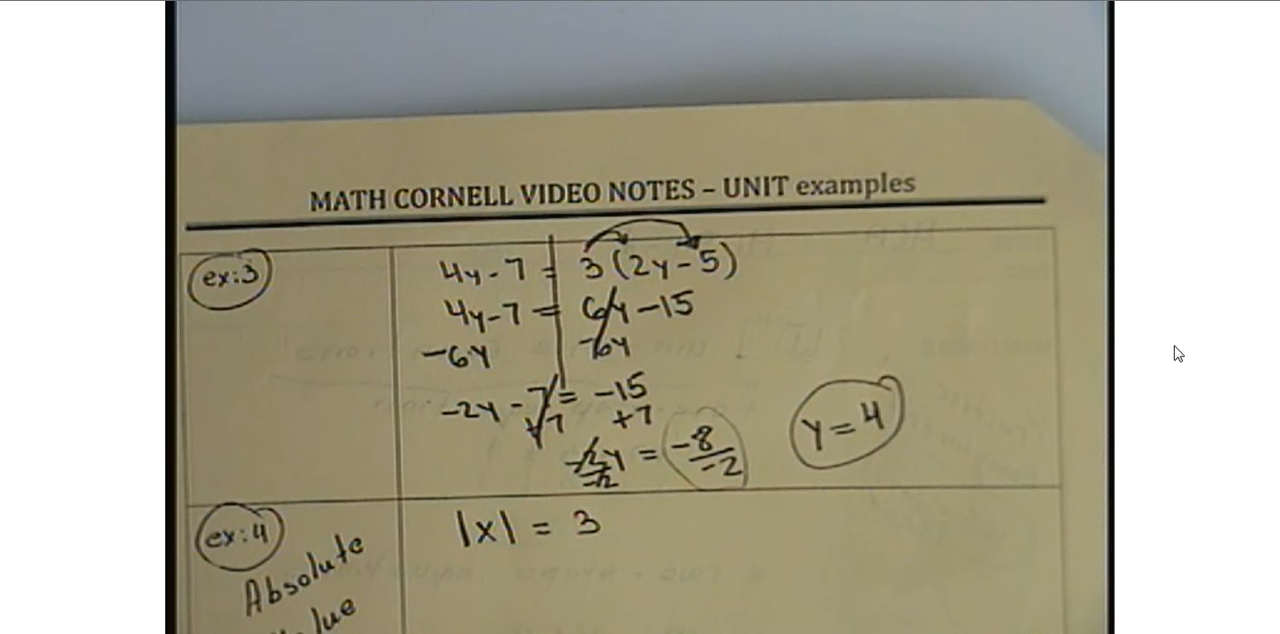 MATH CORNELL VIDEO NOTES – UNIT examples
ex:3
4y - 7 = 3(2y - 5)
4y - 7 = 6y - 15
-6y -6y
-2y - 7 = -15
+7 +7
-2y = -8
-2 -2
y = 4
ex:4
|x| = 3
Absolute